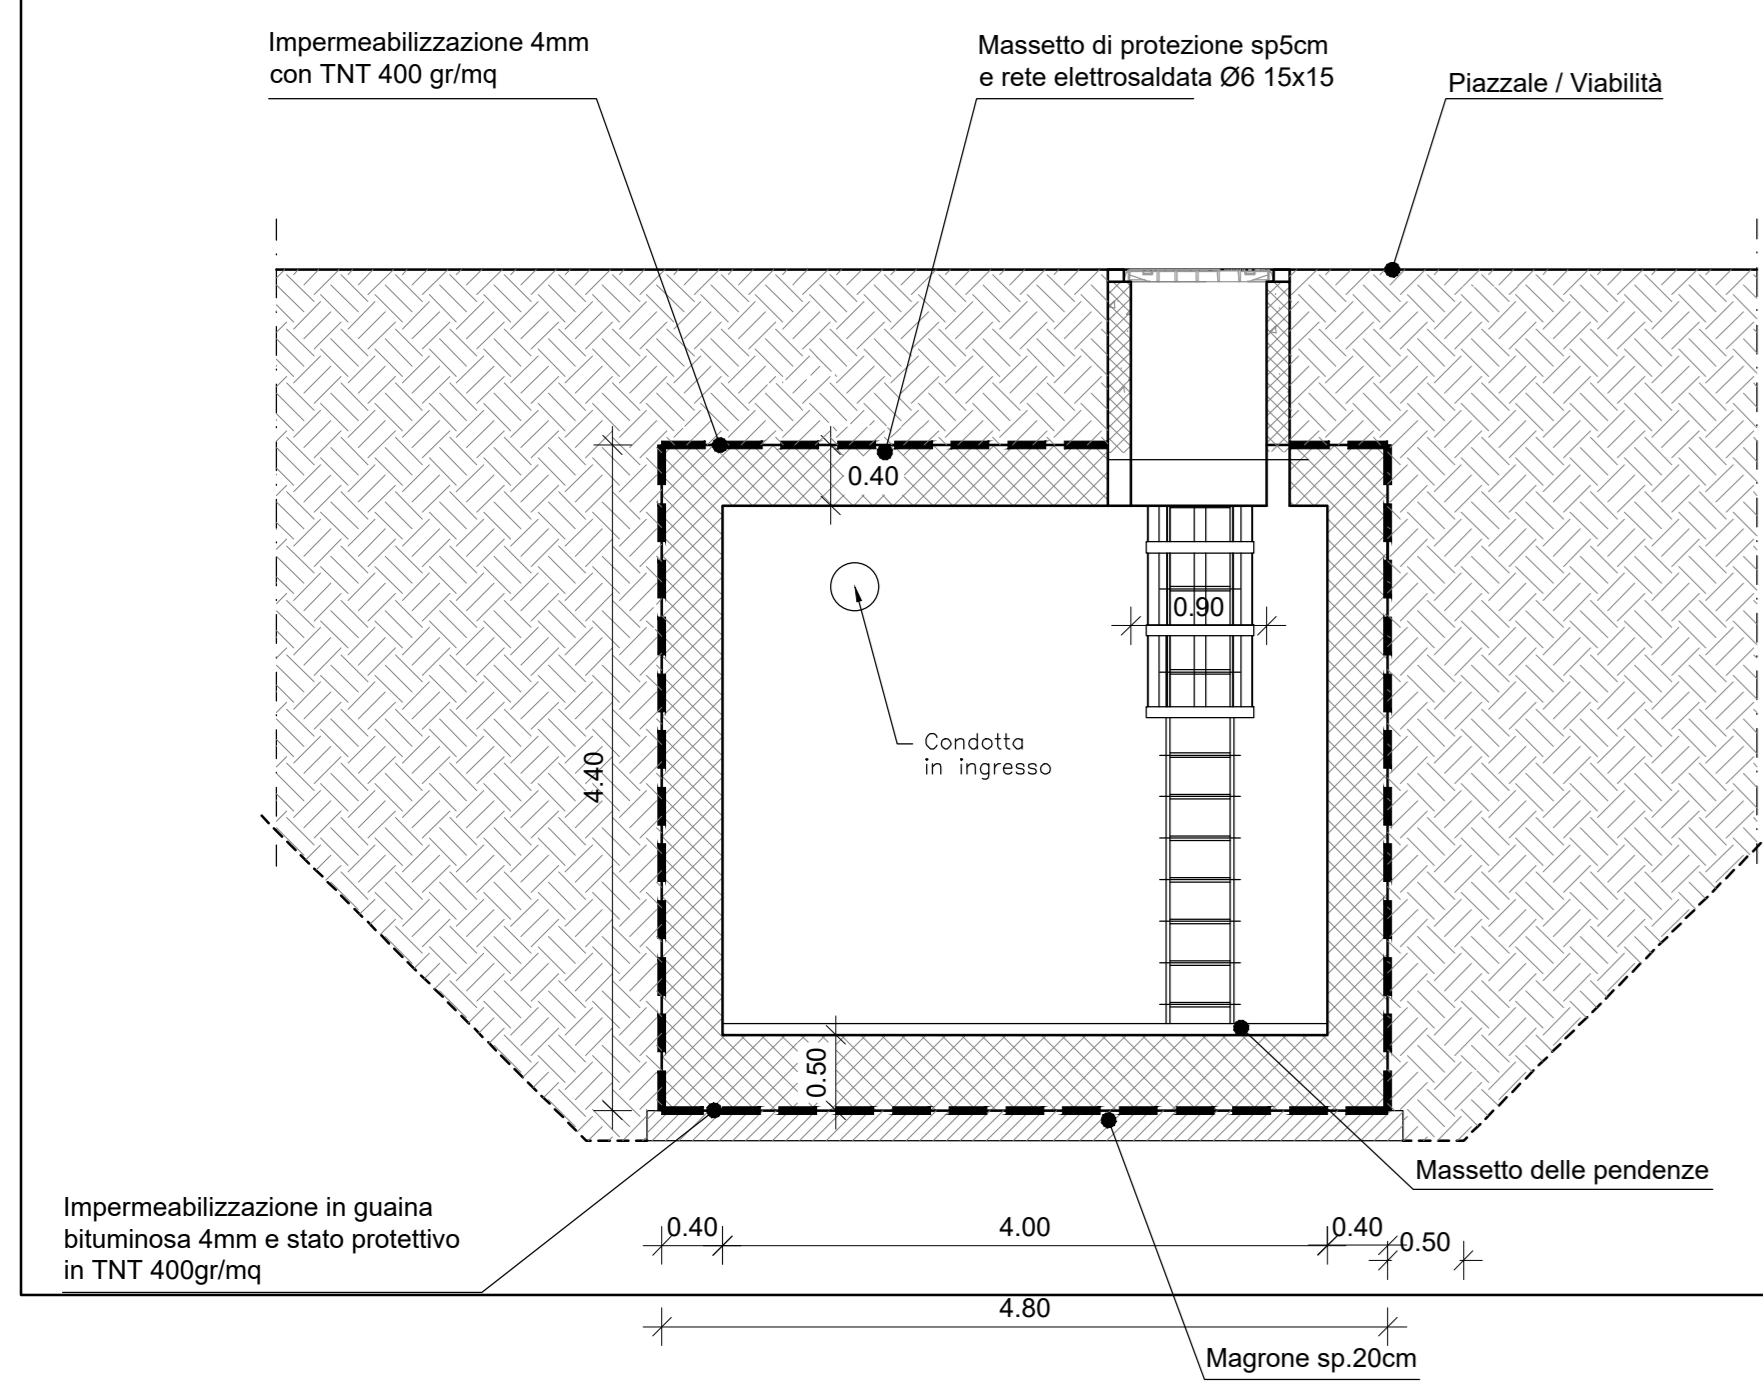 Impermeabilizzazione 4mm
con TNT 400 gr/mq
Massetto di protezione sp5cm
e rete elettrosaldata Ø6 15x15
Piazzale / Viabilità
0.40
0.90
Condotta
in ingresso
4.40
0.50
Massetto delle pendenze
Impermeabilizzazione in guaina
bituminosa 4mm e stato protettivo
in TNT 400gr/mq
0.40
4.00
0.40
0.50
4.80
Magrone sp.20cm